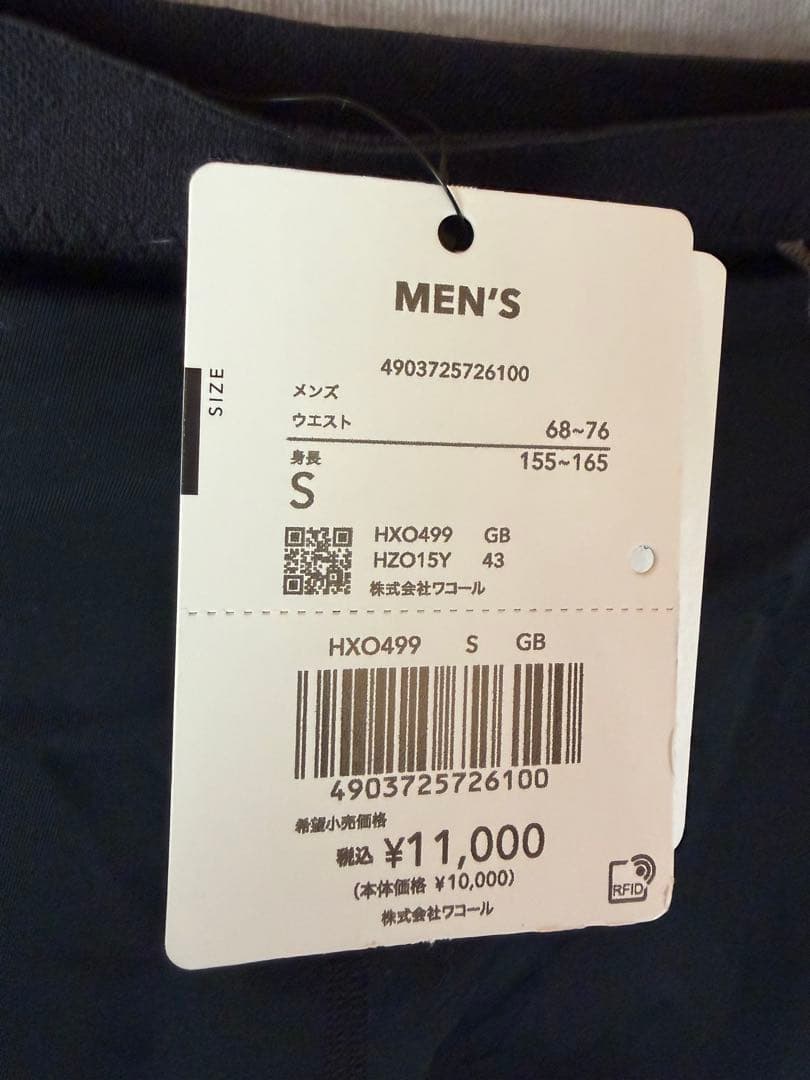 MEN'S
4903725726100
SIZE
メンズ
ウエスト 68~76
身長 155~165
S
HXO499 GB
HZO15Y 43
株式会社ワコール
HXO499 S GB
4903725726100
希望小売価格
税込 ¥11,000
(本体価格 ¥10,000)
株式会社ワコール
RFID